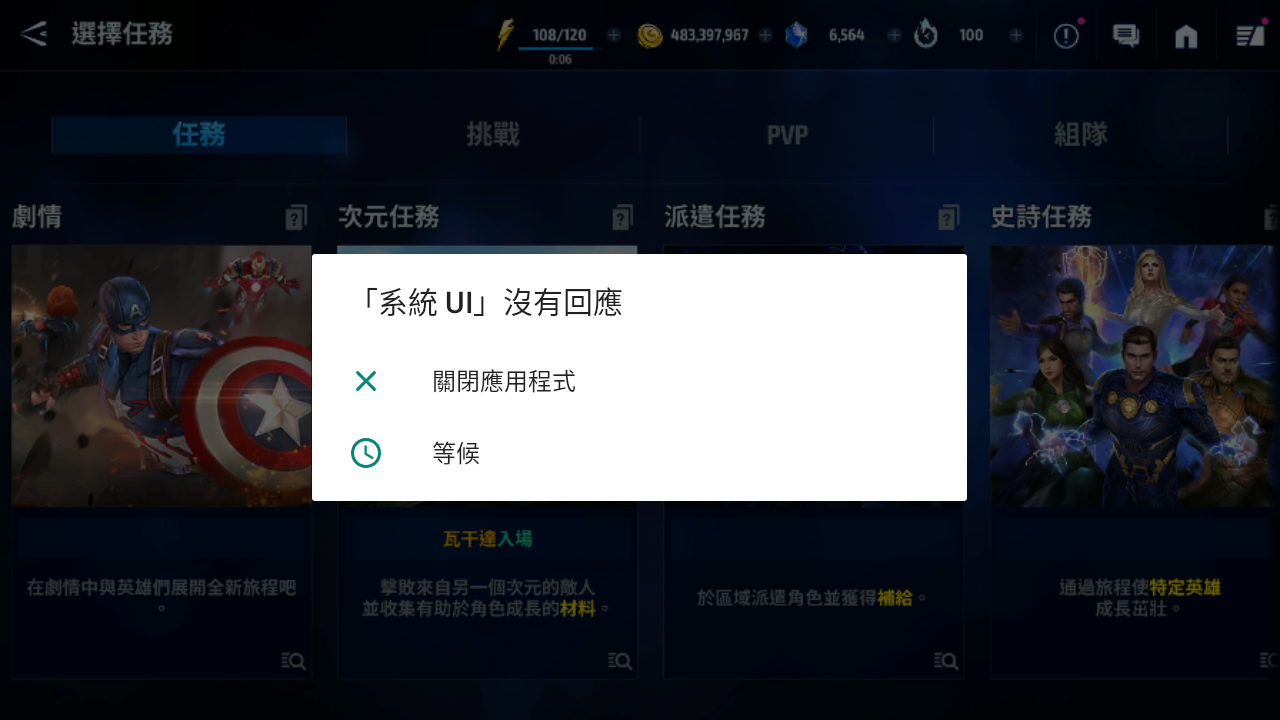 選擇任務
108/120
0:06
483,397,967
6,564
100
任務
挑戰
PVP
組隊
劇情
次元任務
派遣任務
史詩任務
「系統 UI」沒有回應
關閉應用程式
等候
在劇情中與英雄們展開全新旅程吧
。
瓦干達入場
擊敗來自另一個次元的敵人
並收集有助於角色成長的材料。
於區域派遣角色並獲得補給。
通過旅程使特定英雄
成長茁壯。